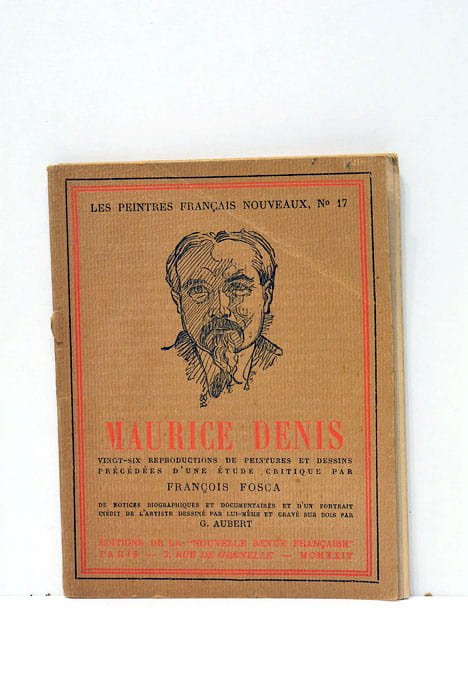 LES PEINTRES FRANÇAIS NOUVEAUX, Nº 17
MAURICE DENIS
VINGT-SIX REPRODUCTIONS DE PEINTURES ET DESSINS
PRÉCÉDÉES D'UNE ÉTUDE CRITIQUE PAR
FRANÇOIS FOSCA
DE NOTICES BIOGRAPHIQUES ET DOCUMENTAIRES ET D'UN PORTRAIT
INÉDIT DE L'ARTISTE DESSINÉ PAR LUI-MÊME ET GRAVÉ SUR BOIS PAR
G. AUBERT
ÉDITIONS DE LA "NOUVELLE REVUE FRANÇAISE"
PARIS — 3, RUE DE GRENELLE — MCMXXIV